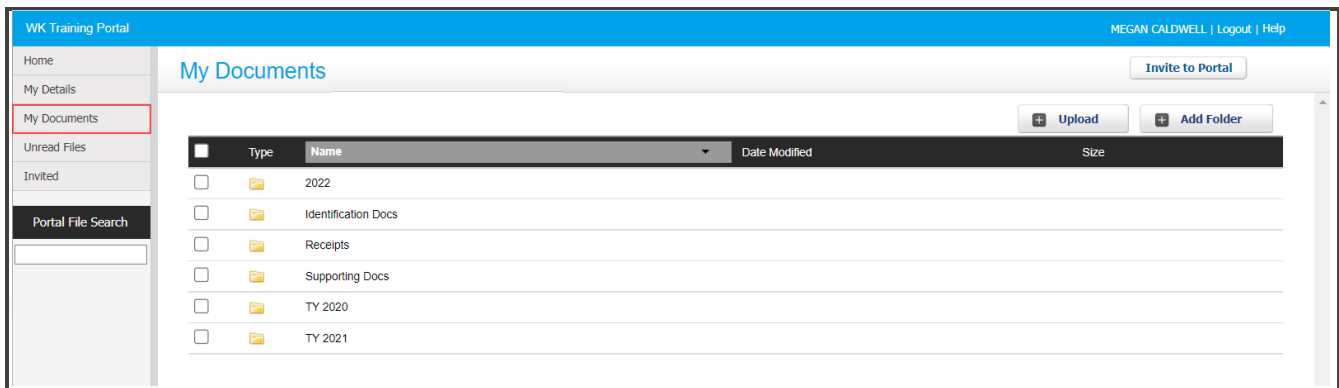 WK Training Portal
MEGAN CALDWELL | Logout | Help
Home
My Details
My Documents
Unread Files
Invited
Portal File Search
My Documents
Invite to Portal
Upload
Add Folder
Type Name Date Modified Size
2022
Identification Docs
Receipts
Supporting Docs
TY 2020
TY 2021